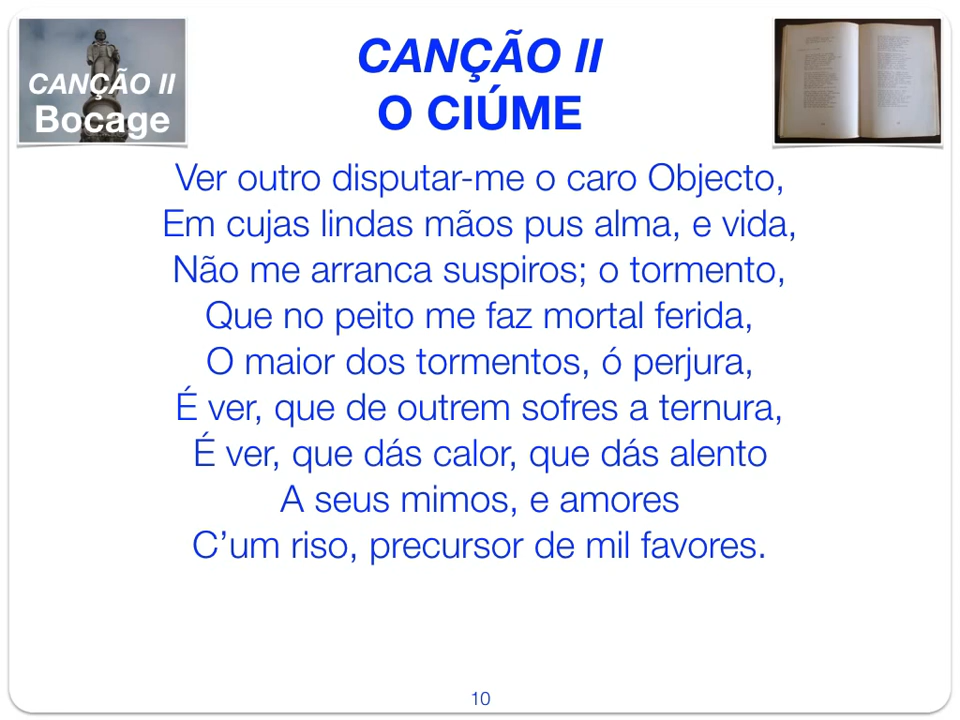 CANÇÃO II
Bocage
CANÇÃO II
O CIÚME
Ver outro disputar-me o caro Objecto,
Em cujas lindas mãos pus alma, e vida,
Não me arranca suspiros; o tormento,
Que no peito me faz mortal ferida,
O maior dos tormentos, ó perjura,
É ver, que de outrem sofres a ternura,
É ver, que dás calor, que dás alento
A seus mimos, e amores
C’um riso, precursor de mil favores.
10